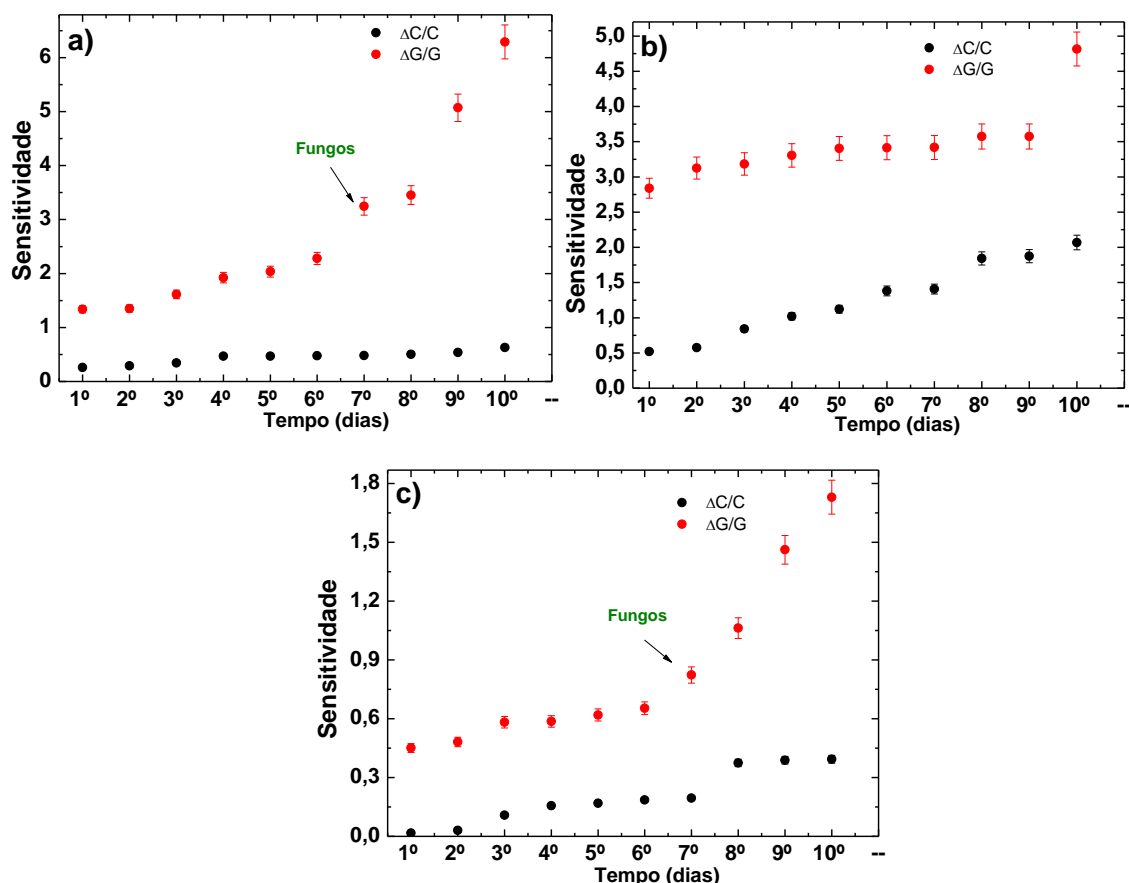 a)
ΔC/C
ΔG/G
Fungos
Sensitividade
6
5
4
3
2
1
0
1º 2º 3º 4º 5º 6º 7º 8º 9º 10º --
Tempo (dias)
b)
ΔC/C
ΔG/G
Sensitividade
5,0
4,5
4,0
3,5
3,0
2,5
2,0
1,5
1,0
0,5
0,0
1º 2º 3º 4º 5º 6º 7º 8º 9º 10º --
Tempo (dias)
c)
ΔC/C
ΔG/G
Fungos
Sensitividade
1,8
1,5
1,2
0,9
0,6
0,3
0,0
1º 2º 3º 4º 5º 6º 7º 8º 9º 10º --
Tempo (dias)